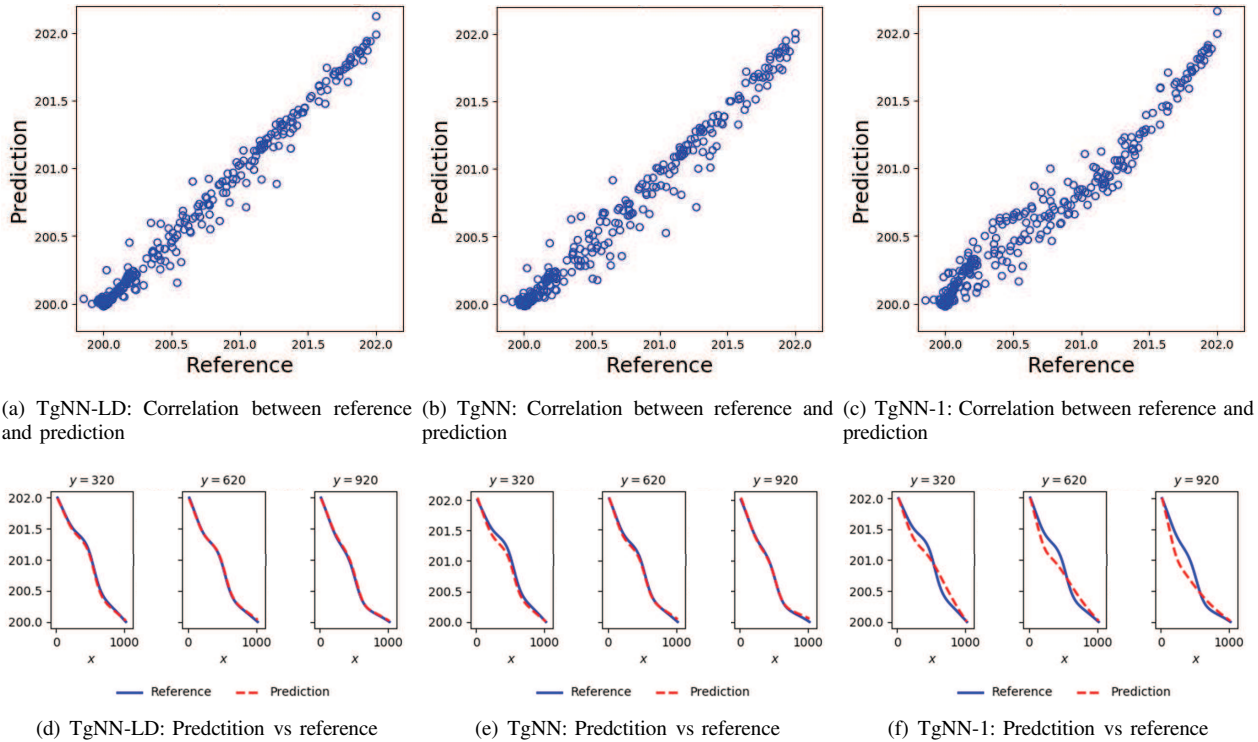 202.0
201.5
201.0
200.5
200.0
Prediction
200.0 200.5 201.0 201.5 202.0
Reference
202.0
201.5
201.0
200.5
200.0
Prediction
200.0 200.5 201.0 201.5 202.0
Reference
202.0
201.5
201.0
200.5
200.0
Prediction
200.0 200.5 201.0 201.5 202.0
Reference
(a) TgNN-LD: Correlation between reference
and prediction
(b) TgNN: Correlation between reference and
prediction
(c) TgNN-1: Correlation between reference and
prediction
y = 320 y = 620 y = 920
202.0
201.5
201.0
200.5
200.0
0 1000 0 1000 0 1000
x x x
Reference Prediction
(d) TgNN-LD: Predctition vs reference
y = 320 y = 620 y = 920
202.0
201.5
201.0
200.5
200.0
0 1000 0 1000 0 1000
x x x
Reference Prediction
(e) TgNN: Predctition vs reference
y = 320 y = 620 y = 920
202.0
201.5
201.0
200.5
200.0
0 1000 0 1000 0 1000
x x x
Reference Prediction
(f) TgNN-1: Predctition vs reference